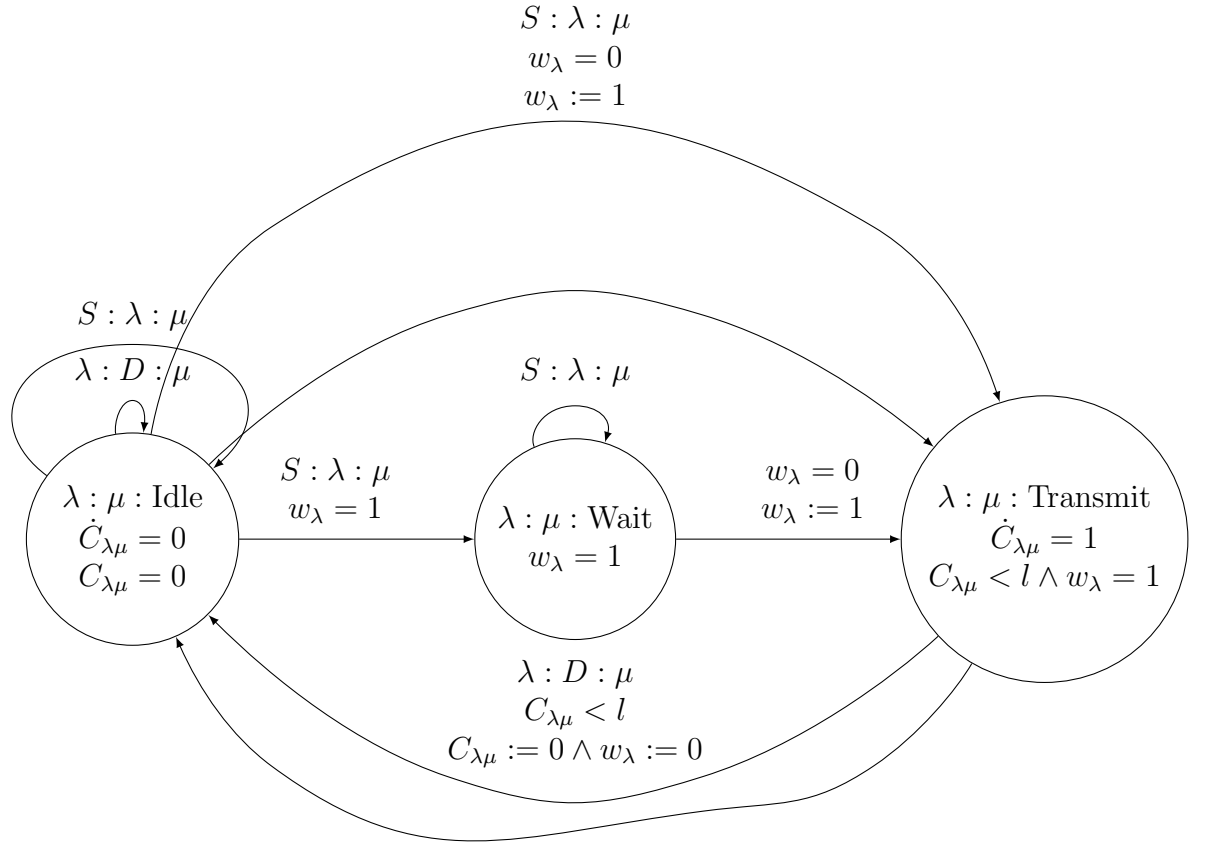 S : λ : μ
w_λ = 0
w_λ := 1
S : λ : μ
λ : D : μ
S : λ : μ
S : λ : μ
w_λ = 1
w_λ = 0
w_λ := 1
λ : μ : Idle
Ċ_λμ = 0
C_λμ = 0
λ : μ : Wait
w_λ = 1
λ : μ : Transmit
Ċ_λμ = 1
C_λμ < l ∧ w_λ = 1
λ : D : μ
C_λμ < l
C_λμ := 0 ∧ w_λ := 0